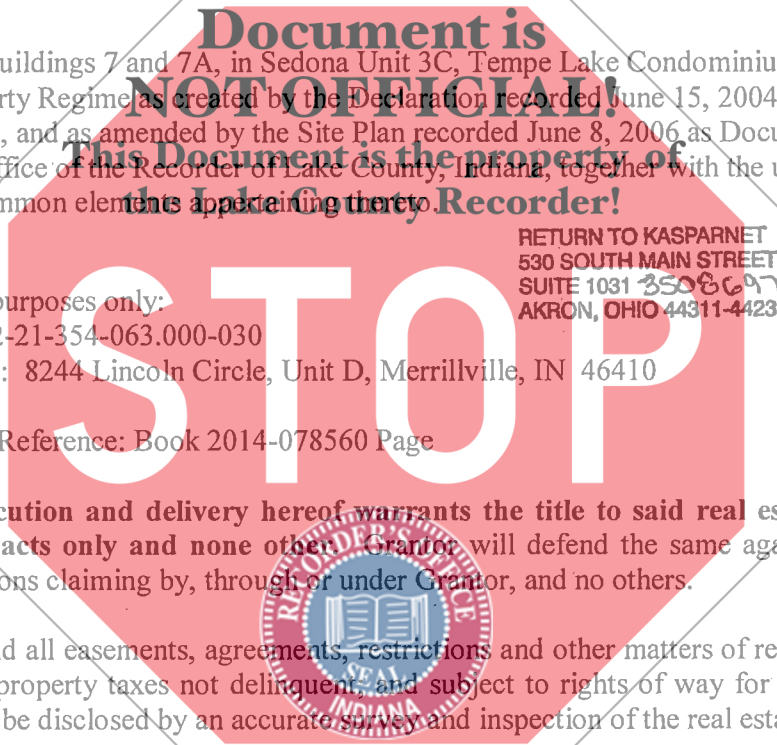 Document is
uildings 7 and 7A, in Sedona Unit 3C, Tempe Lake Condominiu
NOT OFFICIAL!
rty Regime as created by the Declaration recorded June 15, 2004
, and as amended by the Site Plan recorded June 8, 2006 as Docu
This Document is the property of
ffice of the Recorder of Lake County, Indiana, together with the u
the Lake County Recorder!
mmon elements appertaining thereto.
RETURN TO KASPARNET
530 SOUTH MAIN STREET
SUITE 1031 3508697
AKRON, OHIO 44311-4423
purposes only:
2-21-354-063.000-030
: 8244 Lincoln Circle, Unit D, Merrillville, IN 46410
Reference: Book 2014-078560 Page
STOP
cution and delivery hereof warrants the title to said real es
acts only and none other. Grantor will defend the same aga
ons claiming by, through or under Grantor, and no others.
RECORDER'S OFFICE
d all easements, agreements, restrictions and other matters of re
property taxes not delinquent, and subject to rights of way for
SEAL
INDIANA
be disclosed by an accurate survey and inspection of the real esta